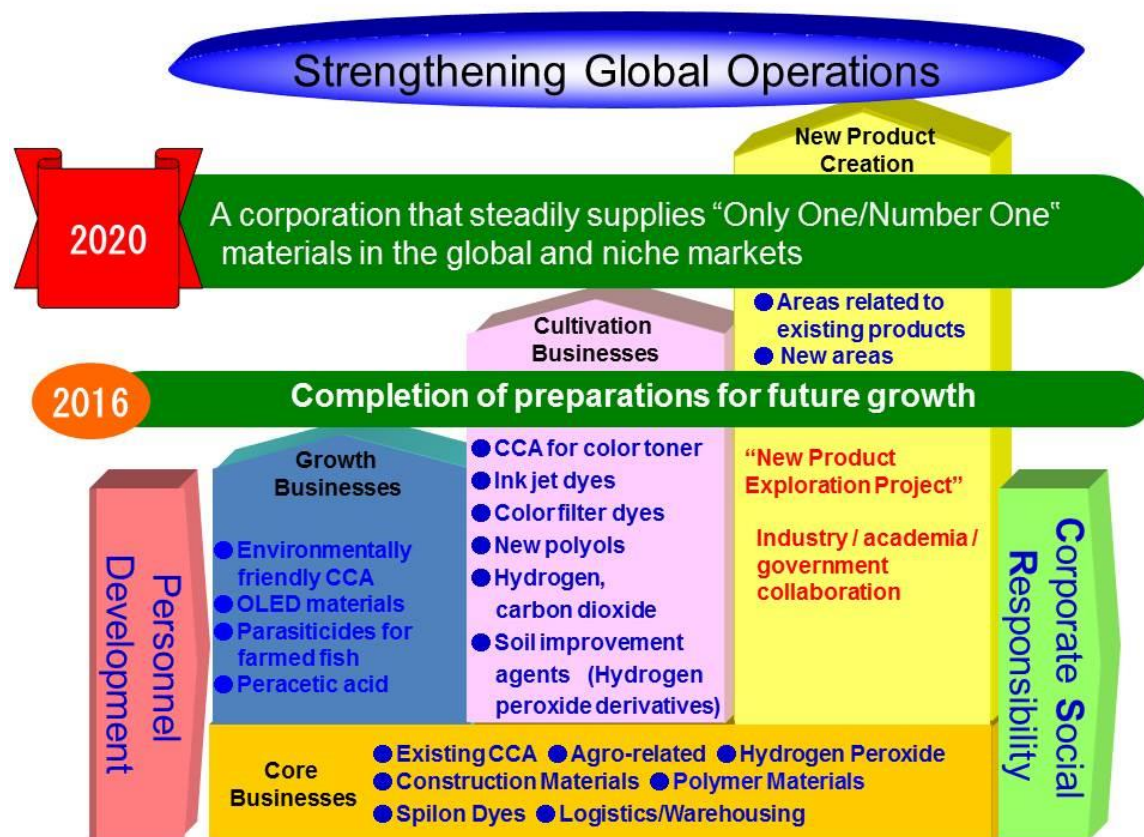 Strengthening Global Operations
New Product
Creation
2020
A corporation that steadily supplies “Only One/Number One‟
materials in the global and niche markets
● Areas related to
existing products
● New areas
Cultivation
Businesses
2016
Completion of preparations for future growth
Growth
Businesses
● Environmentally
friendly CCA
● OLED materials
● Parasiticides for
farmed fish
● Peracetic acid
● CCA for color toner
● Ink jet dyes
● Color filter dyes
● New polyols
● Hydrogen,
carbon dioxide
● Soil improvement
agents (Hydrogen
peroxide derivatives)
“New Product
Exploration Project”
Industry / academia /
government
collaboration
Personnel
Development
Corporate Social
Responsibility
Core
Businesses
● Existing CCA ● Agro-related ● Hydrogen Peroxide
● Construction Materials ● Polymer Materials
● Spilon Dyes ● Logistics/Warehousing